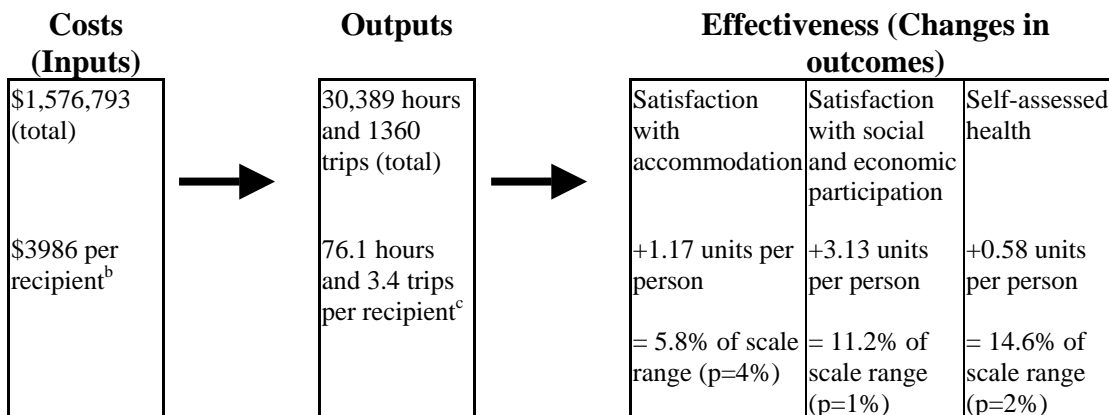 Costs
(Inputs)
$1,576,793
(total)
$3986 per
recipientᵇ
Outputs
30,389 hours
and 1360
trips (total)
76.1 hours
and 3.4 trips
per recipientᶜ
Effectiveness (Changes in
outcomes)
Satisfaction
with
accommodation
+1.17 units per
person
= 5.8% of scale
range (p=4%)
Satisfaction
with social
and economic
participation
+3.13 units
per person
= 11.2% of
scale range
(p=1%)
Self-assessed
health
+0.58 units
per person
= 14.6% of
scale range
(p=2%)